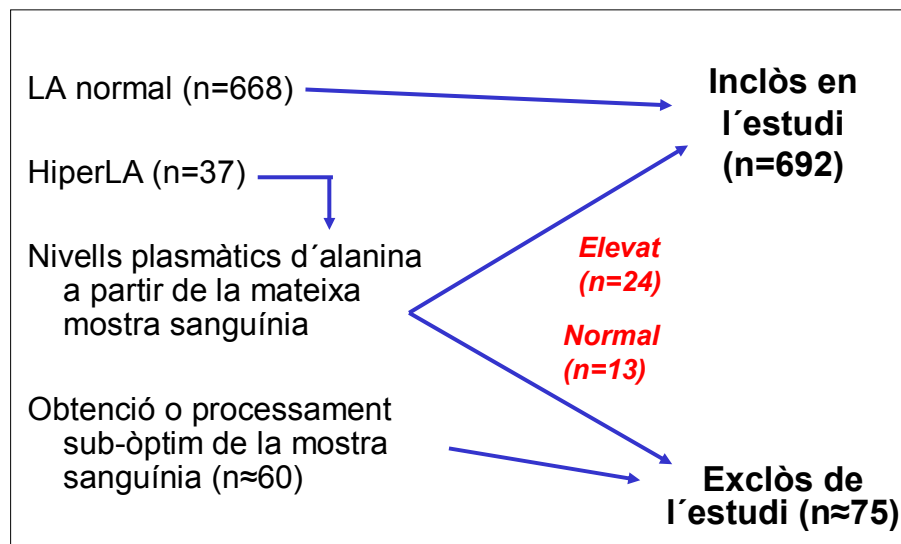 LA normal (n=668)
HiperLA (n=37)
Nivells plasmàtics d´alanina
a partir de la mateixa
mostra sanguínia
Obtenció o processament
sub-òptim de la mostra
sanguínia (n≈60)
Elevat
(n=24)
Normal
(n=13)
Inclòs en
l´estudi
(n=692)
Exclòs de
l´estudi (n≈75)